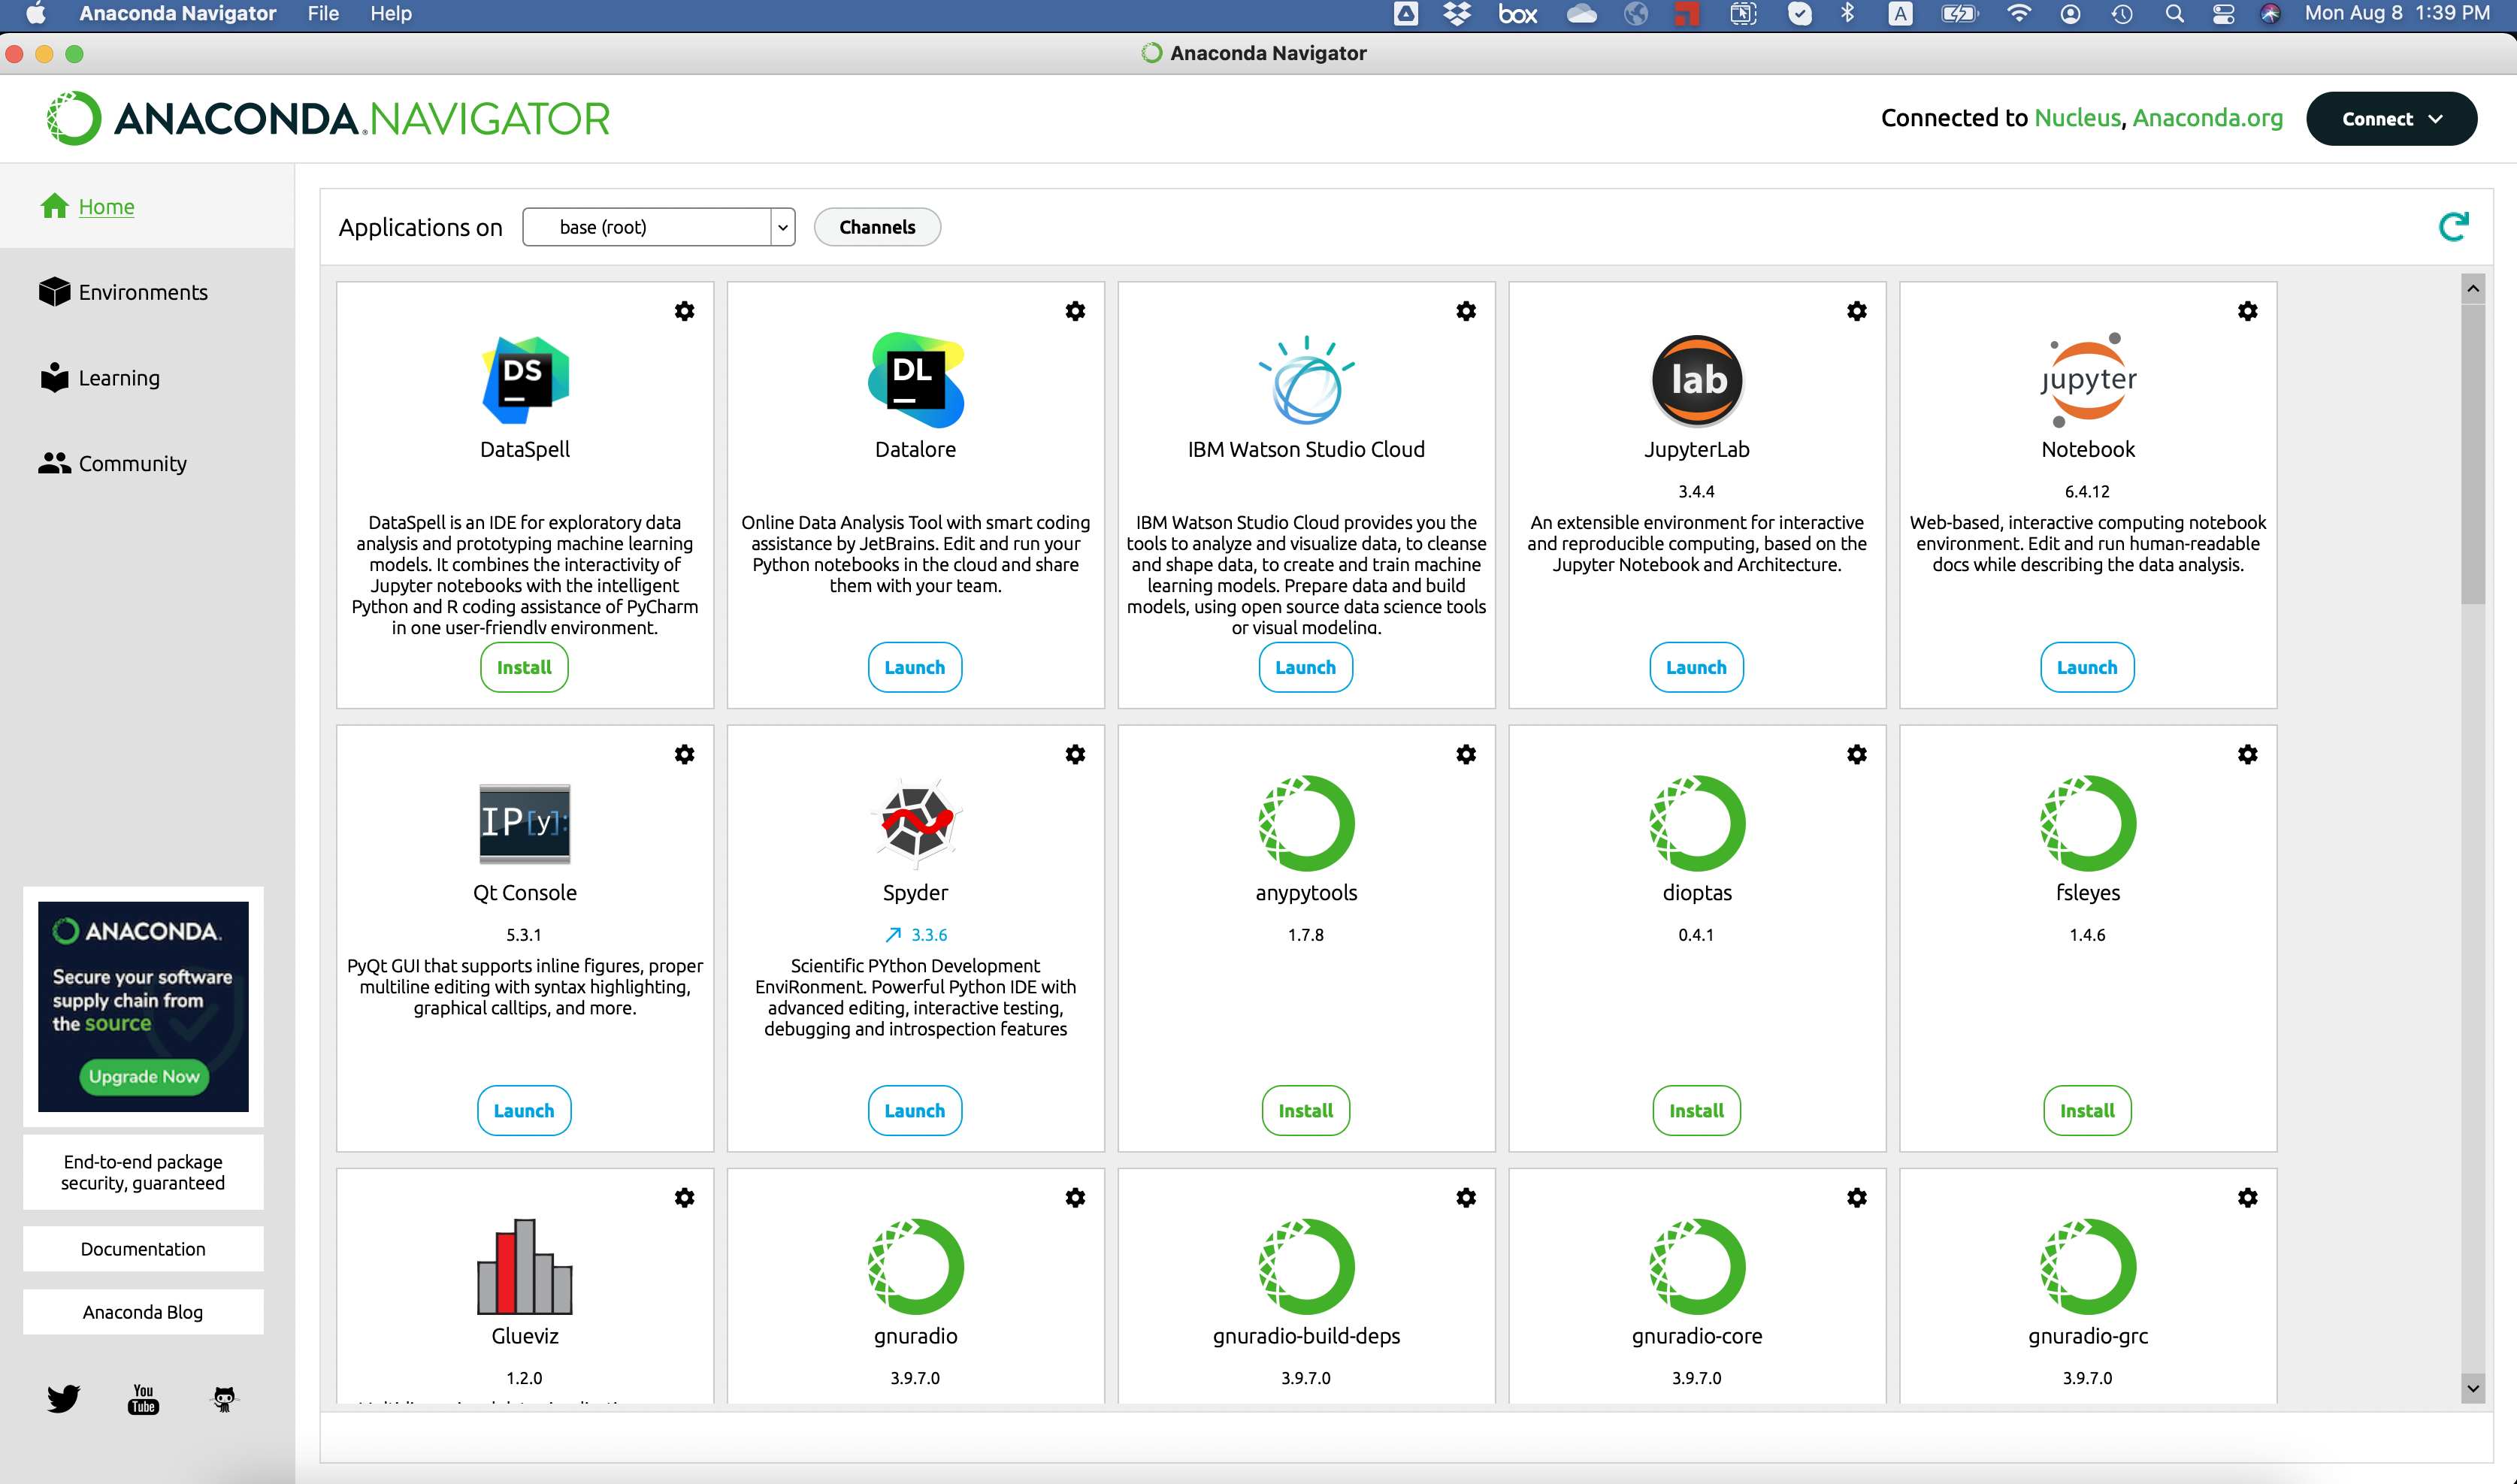 Anaconda Navigator File Help
box
A
Mon Aug 8 1:39 PM
Anaconda Navigator
ANACONDA.NAVIGATOR
Connected to Nucleus, Anaconda.org
Connect
Home
Environments
Learning
Community
Applications on
base (root)
Channels
DS
DataSpell
DataSpell is an IDE for exploratory data
analysis and prototyping machine learning
models. It combines the interactivity of
Jupyter notebooks with the intelligent
Python and R coding assistance of PyCharm
in one user-friendly environment.
Install
DL
Datalore
Online Data Analysis Tool with smart coding
assistance by JetBrains. Edit and run your
Python notebooks in the cloud and share
them with your team.
Launch
IBM Watson Studio Cloud
IBM Watson Studio Cloud provides you the
tools to analyze and visualize data, to cleanse
and shape data, to create and train machine
learning models. Prepare data and build
models, using open source data science tools
or visual modeling.
Launch
lab
JupyterLab
3.4.4
An extensible environment for interactive
and reproducible computing, based on the
Jupyter Notebook and Architecture.
Launch
jupyter
Notebook
6.4.12
Web-based, interactive computing notebook
environment. Edit and run human-readable
docs while describing the data analysis.
Launch
IP[y]:
Qt Console
5.3.1
PyQt GUI that supports inline figures, proper
multiline editing with syntax highlighting,
graphical calltips, and more.
Launch
Spyder
3.3.6
Scientific PYthon Development
EnviRonment. Powerful Python IDE with
advanced editing, interactive testing,
debugging and introspection features
Launch
anypytools
1.7.8
Install
dioptas
0.4.1
Install
fsleyes
1.4.6
Install
Glueviz
1.2.0
gnuradio
3.9.7.0
gnuradio-build-deps
3.9.7.0
gnuradio-core
3.9.7.0
gnuradio-grc
3.9.7.0
ANACONDA.
Secure your software
supply chain from
the source
Upgrade Now
End-to-end package
security, guaranteed
Documentation
Anaconda Blog
You
Tube